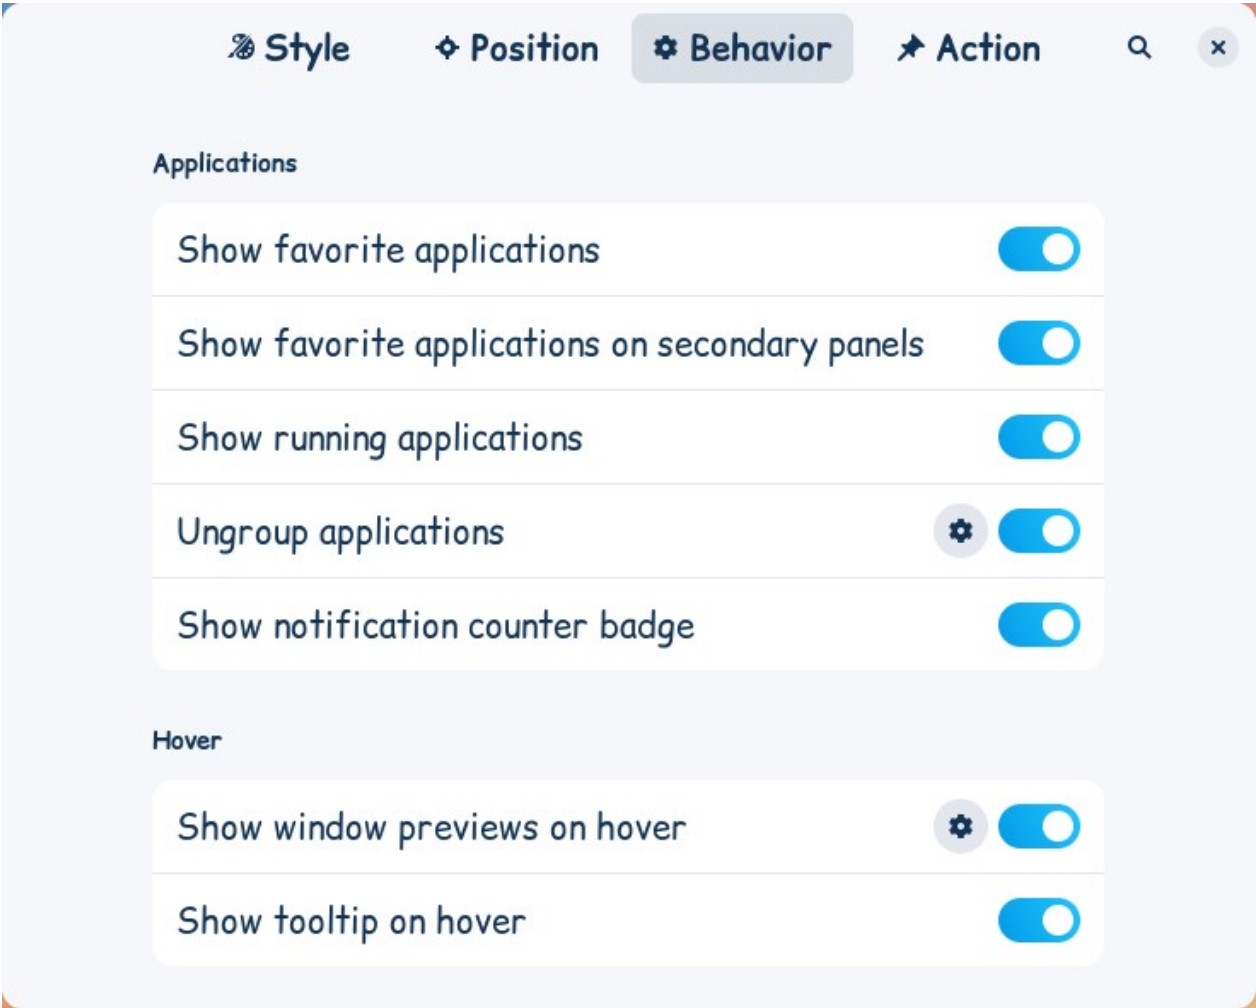 Style Position Behavior Action
Applications
Show favorite applications
Show favorite applications on secondary panels
Show running applications
Ungroup applications
Show notification counter badge
Hover
Show window previews on hover
Show tooltip on hover